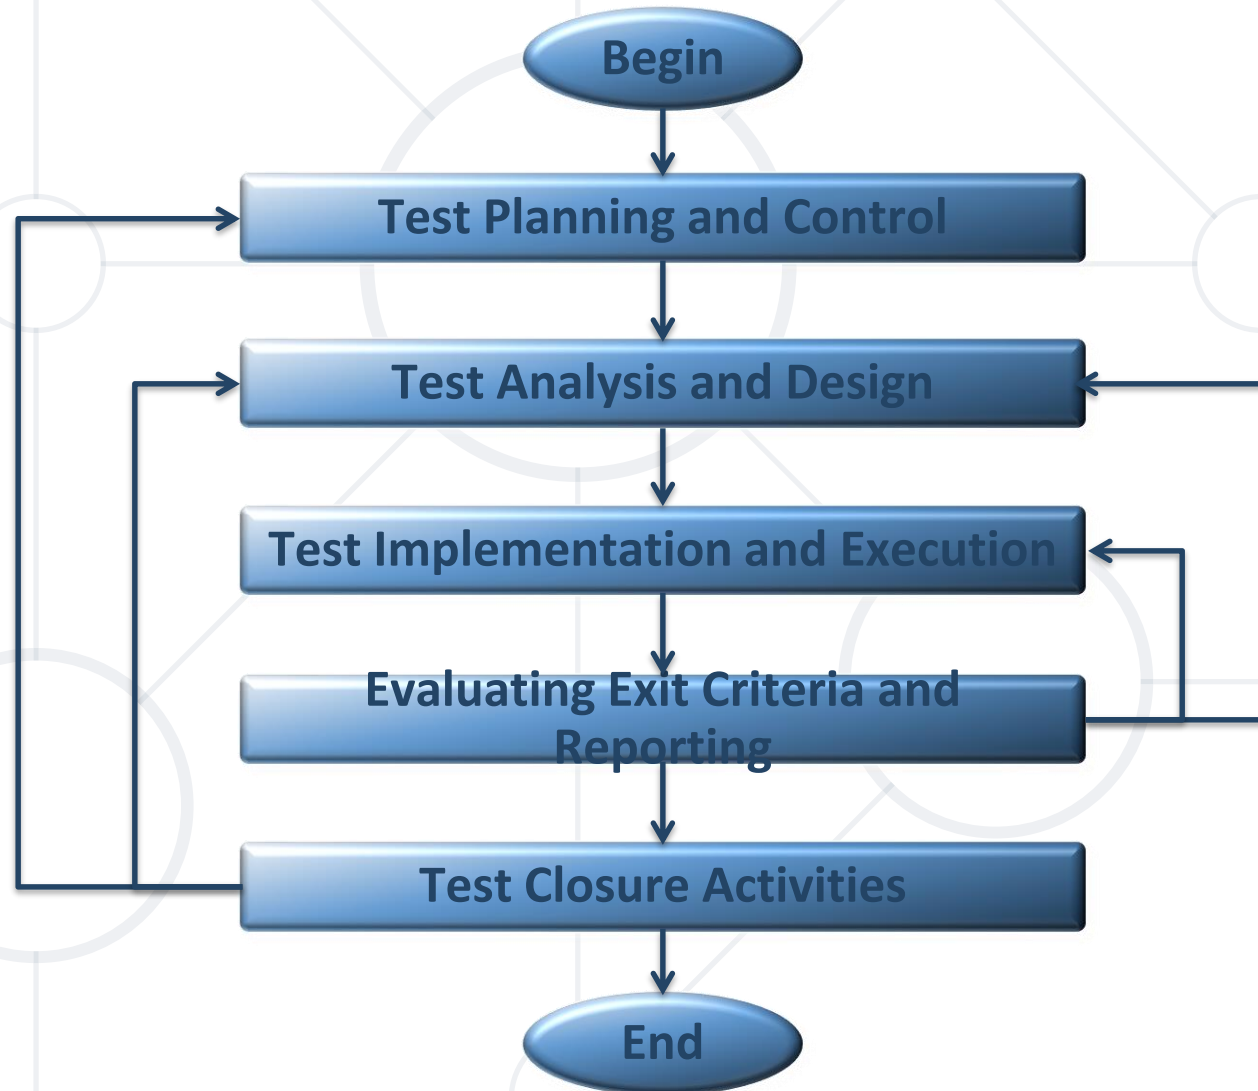 Begin
Test Planning and Control
Test Analysis and Design
Test Implementation and Execution
Evaluating Exit Criteria and
Reporting
Test Closure Activities
End